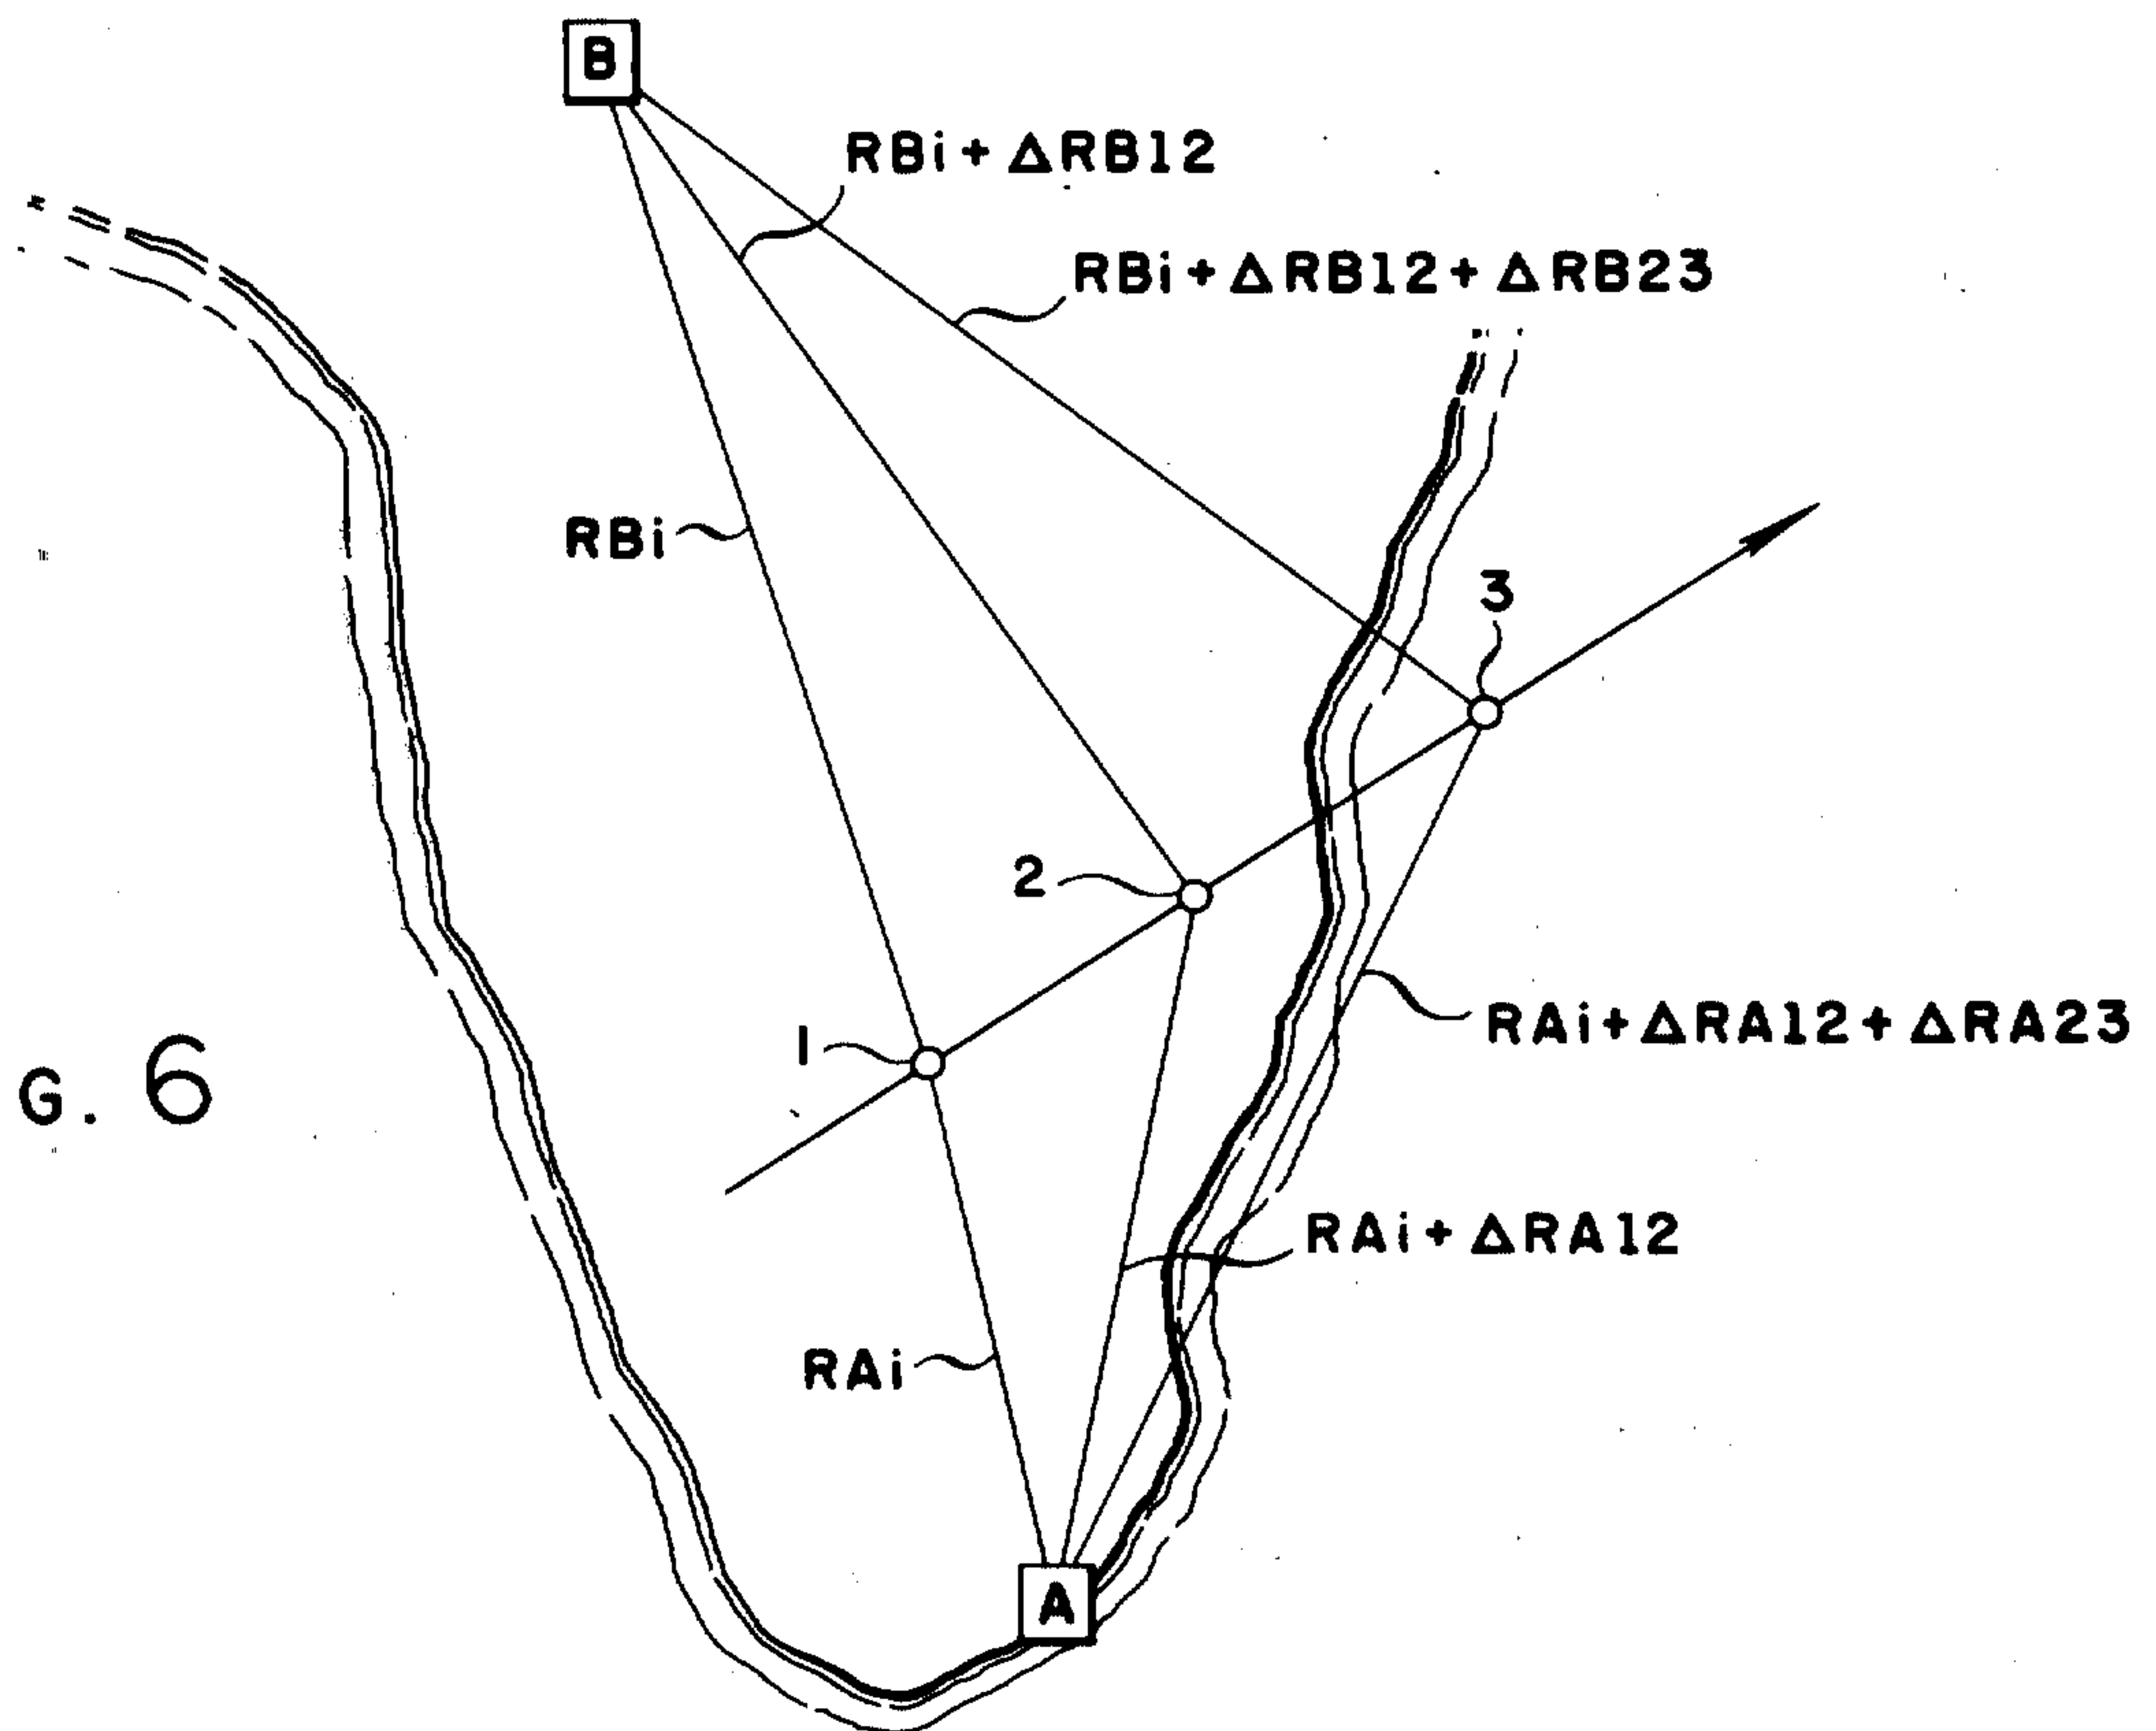 B
RBi + ΔRB12
RBi + ΔRB12 + ΔRB23
RBi
3
2
1
RAi + ΔRA12 + ΔRA23
G. 6
RAi + ΔRA12
RAi
A